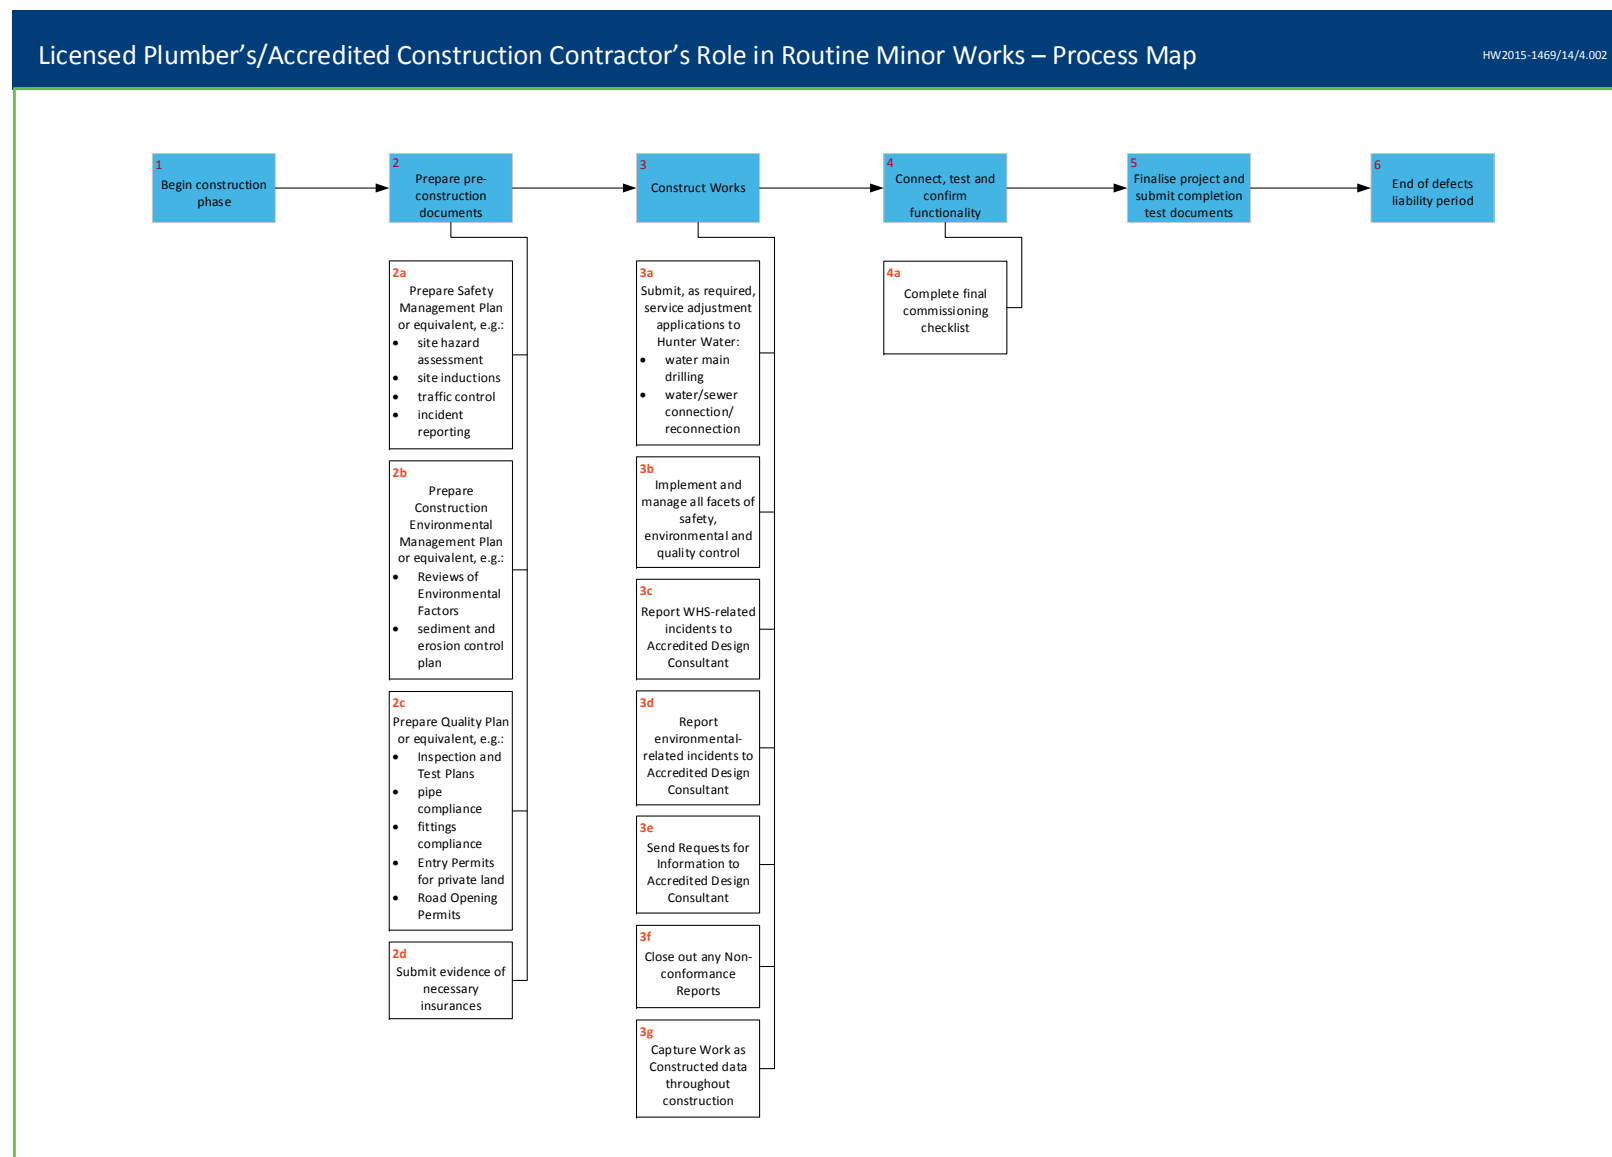 Licensed Plumber’s/Accredited Construction Contractor’s Role in Routine Minor Works – Process Map
HW2015-1469/14/4.002
1
Begin construction
phase
2
Prepare pre-
construction
documents
3
Construct Works
4
Connect, test and
confirm
functionality
5
Finalise project and
submit completion
test documents
6
End of defects
liability period
2a
Prepare Safety
Management Plan
or equivalent, e.g.:
• site hazard
assessment
• site inductions
• traffic control
• incident
reporting
2b
Prepare
Construction
Environmental
Management Plan
or equivalent, e.g.:
• Reviews of
Environmental
Factors
• sediment and
erosion control
plan
2c
Prepare Quality Plan
or equivalent, e.g.:
• Inspection and
Test Plans
• pipe
compliance
• fittings
compliance
• Entry Permits
for private land
• Road Opening
Permits
2d
Submit evidence of
necessary
insurances
3a
Submit, as required,
service adjustment
applications to
Hunter Water:
• water main
drilling
• water/sewer
connection/
reconnection
3b
Implement and
manage all facets of
safety,
environmental and
quality control
3c
Report WHS-related
incidents to
Accredited Design
Consultant
3d
Report
environmental-
related incidents to
Accredited Design
Consultant
3e
Send Requests for
Information to
Accredited Design
Consultant
3f
Close out any Non-
conformance
Reports
3g
Capture Work as
Constructed data
throughout
construction
4a
Complete final
commissioning
checklist